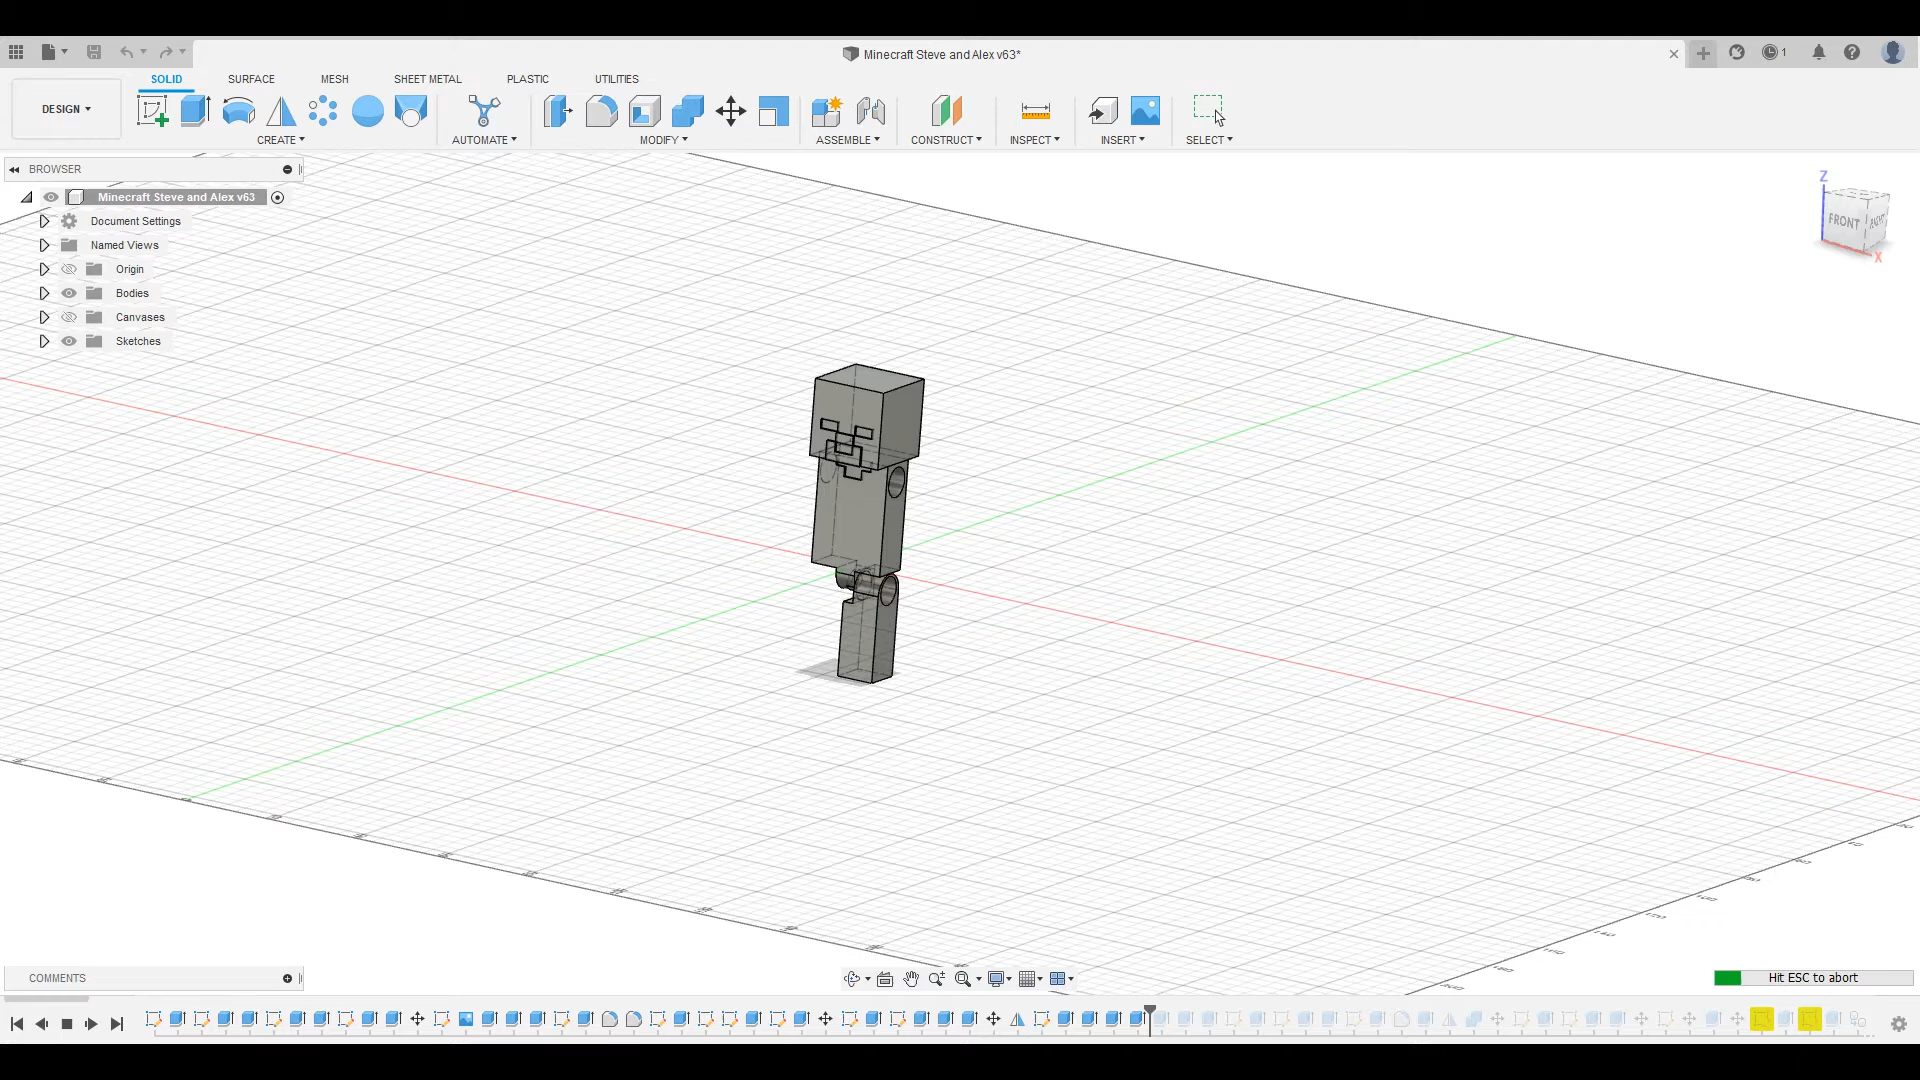 Minecraft Steve and Alex v63*
1
DESIGN
SOLID SURFACE MESH SHEET METAL PLASTIC UTILITIES
CREATE AUTOMATE MODIFY ASSEMBLE CONSTRUCT INSPECT INSERT SELECT
BROWSER
Minecraft Steve and Alex v63
Document Settings
Named Views
Origin
Bodies
Canvases
Sketches
Z
FRONT RIGHT
X
COMMENTS
Hit ESC to abort